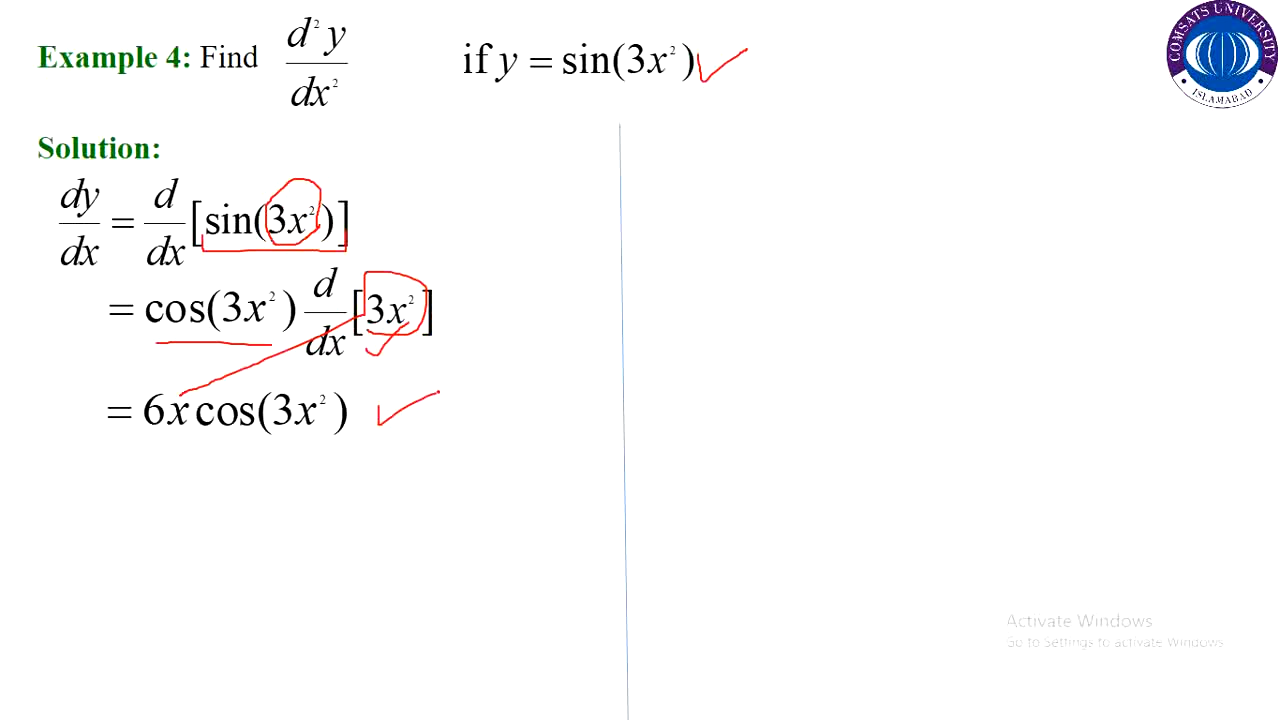 Example 4: Find d²y/dx² if y = sin(3x²)
COMSATS UNIVERSITY
ISLAMABAD
Solution:
dy/dx = d/dx [sin(3x²)]
= cos(3x²) d/dx [3x²]
= 6x cos(3x²)
Activate Windows
Go to Settings to activate Windows